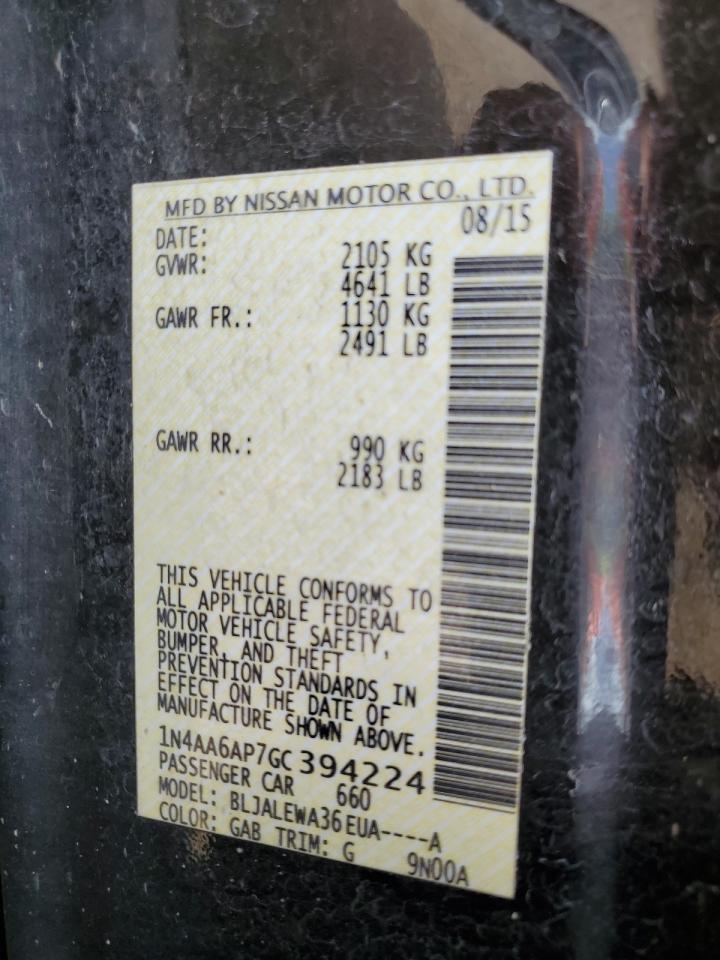 MFD BY NISSAN MOTOR CO., LTD.
DATE: 08/15
GVWR: 2105 KG
4641 LB
GAWR FR.: 1130 KG
2491 LB
GAWR RR.: 990 KG
2183 LB
THIS VEHICLE CONFORMS TO
ALL APPLICABLE FEDERAL
MOTOR VEHICLE SAFETY,
BUMPER, AND THEFT
PREVENTION STANDARDS IN
EFFECT ON THE DATE OF
MANUFACTURE SHOWN ABOVE.
1N4AA6AP7GC394224
PASSENGER CAR 660
MODEL: BLJALEWA36EUA----A
COLOR: GAB TRIM: G 9N00A